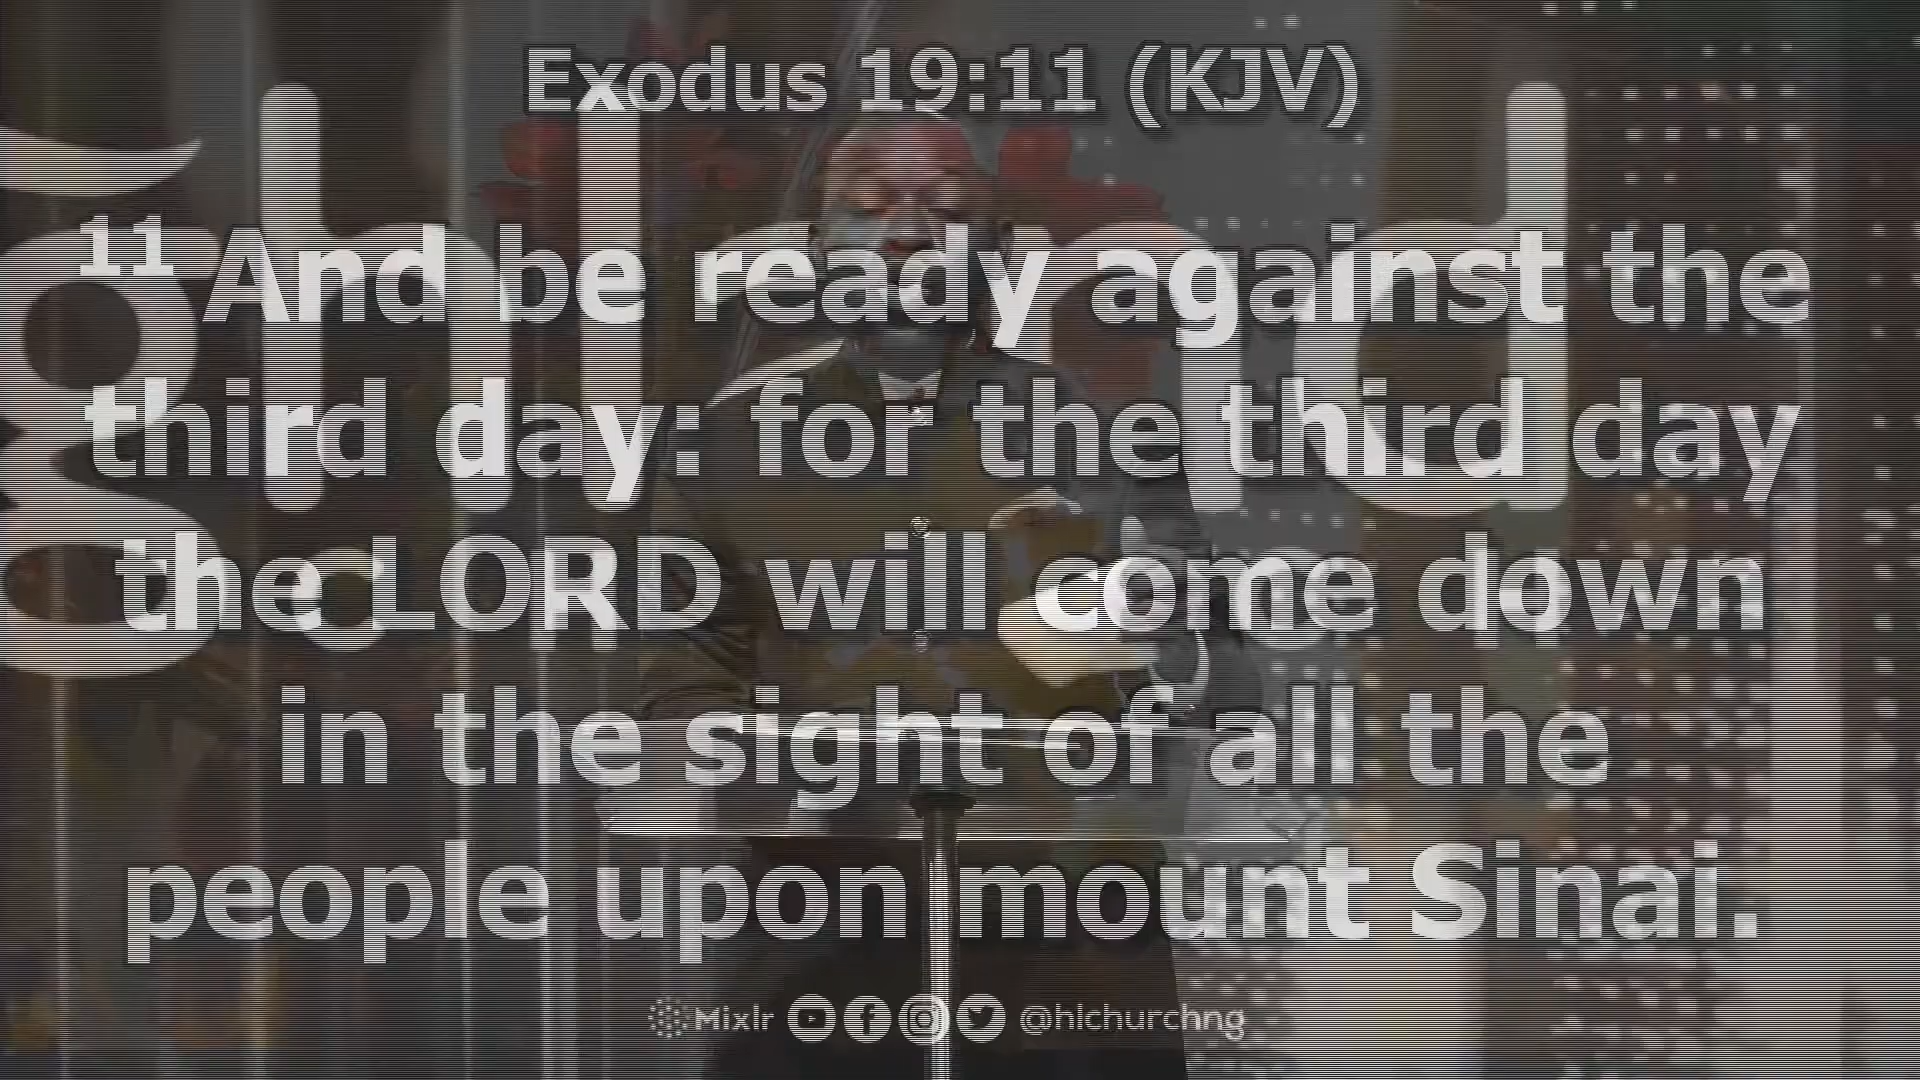 Exodus 19:11 (KJV)
11 And be ready against the
third day: for the third day
the LORD will come down
in the sight of all the
people upon mount Sinai.
Mixlr @hlchurchng